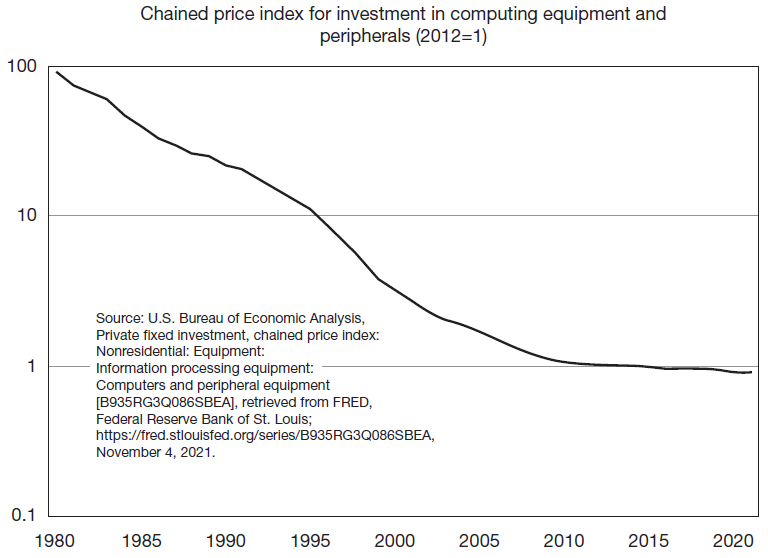 Chained price index for investment in computing equipment and
peripherals (2012=1)
100
10
1
0.1
Source: U.S. Bureau of Economic Analysis,
Private fixed investment, chained price index:
Nonresidential: Equipment:
Information processing equipment:
Computers and peripheral equipment
[B935RG3Q086SBEA], retrieved from FRED,
Federal Reserve Bank of St. Louis;
https://fred.stlouisfed.org/series/B935RG3Q086SBEA,
November 4, 2021.
1980 1985 1990 1995 2000 2005 2010 2015 2020